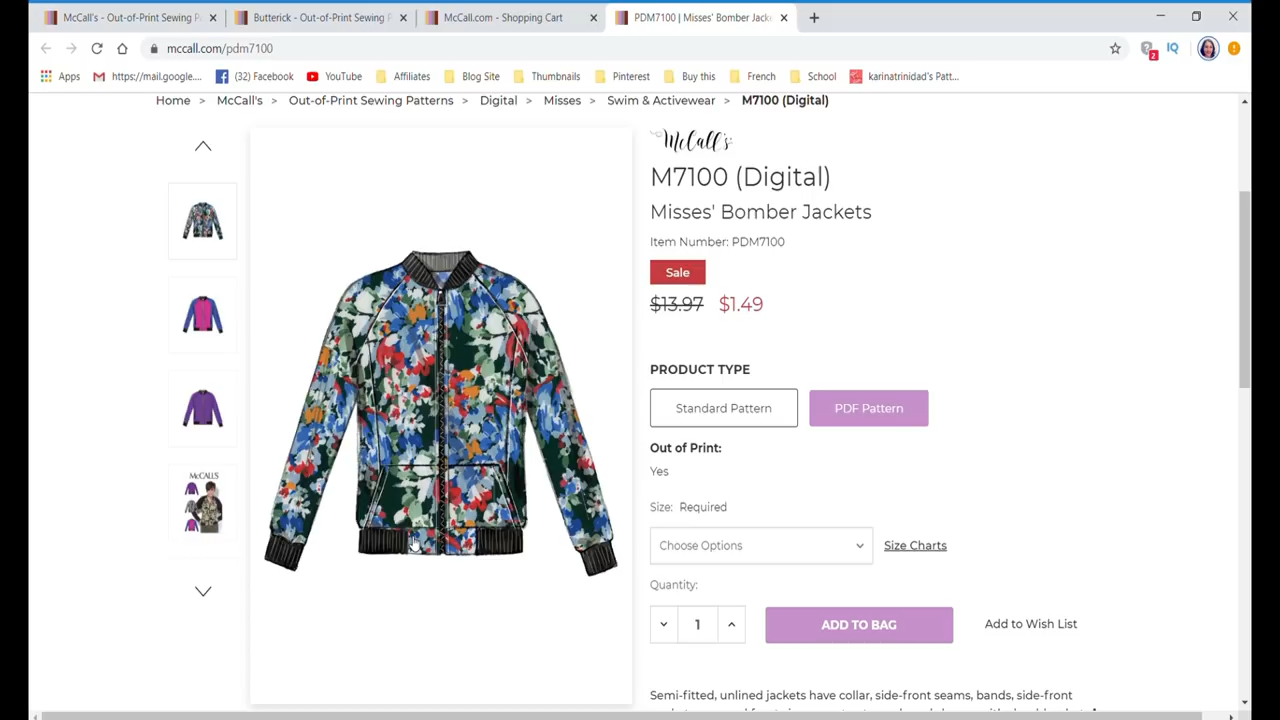 McCall's - Out-of-Print Sewing P
Butterick - Out-of-Print Sewing P
McCall.com - Shopping Cart
PDM7100 | Misses' Bomber Jack
mccall.com/pdm7100
2
IQ
Apps
https://mail.google....
(32) Facebook
YouTube
Affiliates
Blog Site
Thumbnails
Pinterest
Buy this
French
School
karinatrinidad's Patt...
Home > McCall's > Out-of-Print Sewing Patterns > Digital > Misses > Swim & Activewear > M7100 (Digital)
McCall's
M7100 (Digital)
Misses' Bomber Jackets
Item Number: PDM7100
Sale
$13.97 $1.49
PRODUCT TYPE
Standard Pattern
PDF Pattern
Out of Print:
Yes
Size: Required
Choose Options
Size Charts
Quantity:
1
ADD TO BAG
Add to Wish List
Semi-fitted, unlined jackets have collar, side-front seams, bands, side-front
McCALL'S